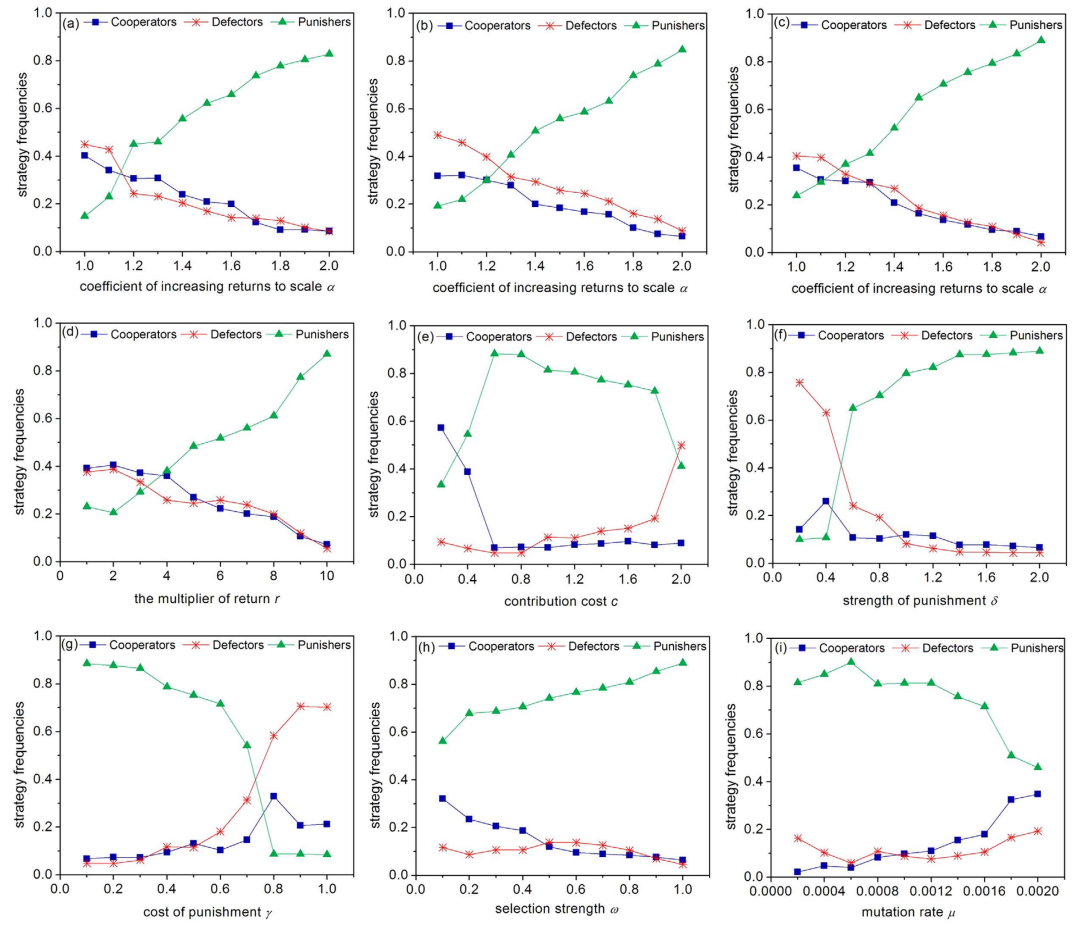 (a) Cooperators Defectors Punishers
strategy frequencies
1.0
0.8
0.6
0.4
0.2
0.0
1.0 1.2 1.4 1.6 1.8 2.0
coefficient of increasing returns to scale α
(b) Cooperators Defectors Punishers
strategy frequencies
1.0
0.8
0.6
0.4
0.2
0.0
1.0 1.2 1.4 1.6 1.8 2.0
coefficient of increasing returns to scale α
(c) Cooperators Defectors Punishers
strategy frequencies
1.0
0.8
0.6
0.4
0.2
0.0
1.0 1.2 1.4 1.6 1.8 2.0
coefficient of increasing returns to scale α
(d) Cooperators Defectors Punishers
strategy frequencies
1.0
0.8
0.6
0.4
0.2
0.0
0 2 4 6 8 10
the multiplier of return r
(e) Cooperators Defectors Punishers
strategy frequencies
1.0
0.8
0.6
0.4
0.2
0.0
0.0 0.4 0.8 1.2 1.6 2.0
contribution cost c
(f) Cooperators Defectors Punishers
strategy frequencies
1.0
0.8
0.6
0.4
0.2
0.0
0.0 0.4 0.8 1.2 1.6 2.0
strength of punishment δ
(g) Cooperators Defectors Punishers
strategy frequencies
1.0
0.8
0.6
0.4
0.2
0.0
0.0 0.2 0.4 0.6 0.8 1.0
cost of punishment γ
(h) Cooperators Defectors Punishers
strategy frequencies
1.0
0.8
0.6
0.4
0.2
0.0
0.0 0.2 0.4 0.6 0.8 1.0
selection strength ω
(i) Cooperators Defectors Punishers
strategy frequencies
1.0
0.8
0.6
0.4
0.2
0.0
0.0000 0.0004 0.0008 0.0012 0.0016 0.0020
mutation rate μ